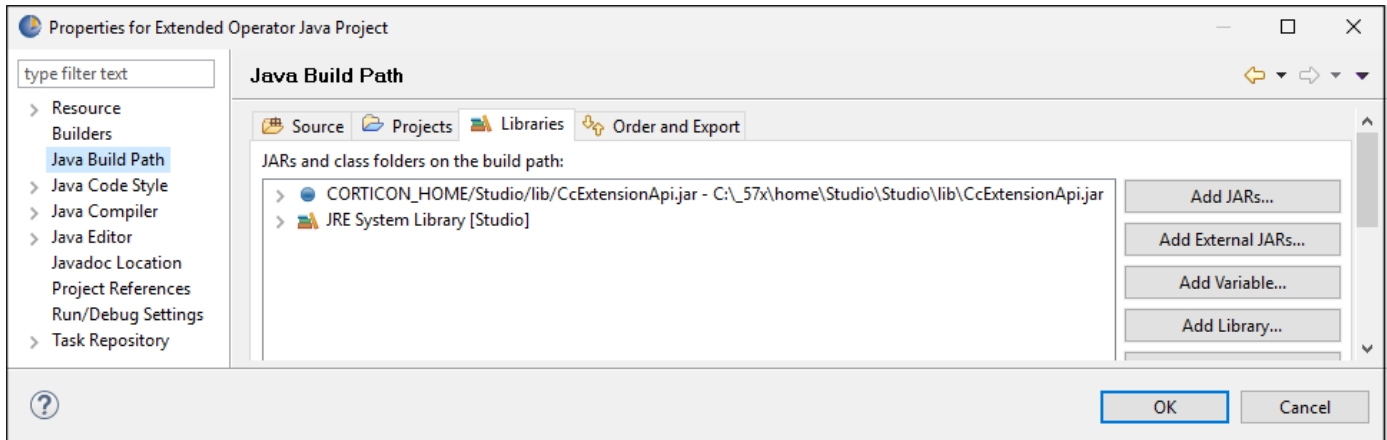 Properties for Extended Operator Java Project
type filter text
Resource
Builders
Java Build Path
Java Code Style
Java Compiler
Java Editor
Javadoc Location
Project References
Run/Debug Settings
Task Repository
Java Build Path
Source Projects Libraries Order and Export
JARs and class folders on the build path:
CORTICON_HOME/Studio/lib/CcExtensionApi.jar - C:\_57x\home\Studio\Studio\lib\CcExtensionApi.jar
JRE System Library [Studio]
Add JARs...
Add External JARs...
Add Variable...
Add Library...
OK Cancel